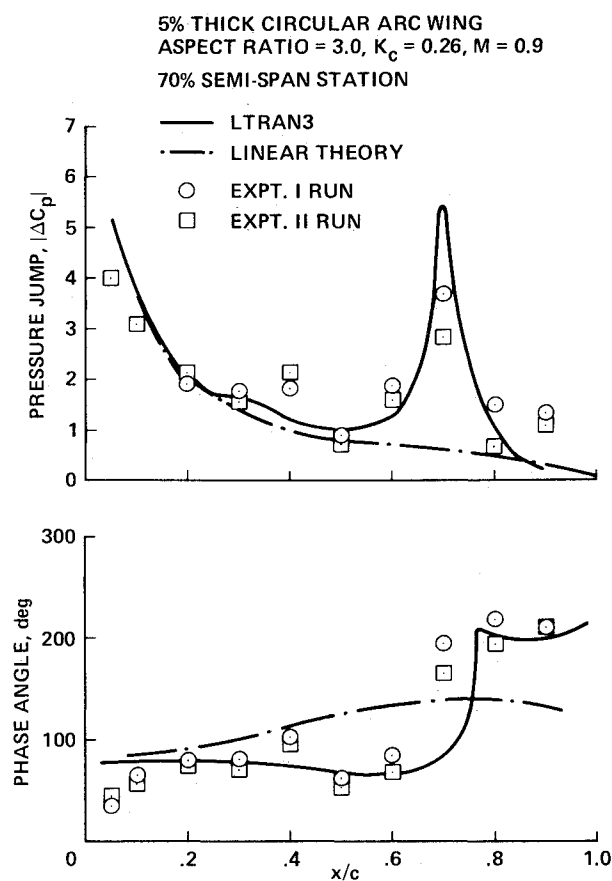 5% THICK CIRCULAR ARC WING
ASPECT RATIO = 3.0, Kc = 0.26, M = 0.9
70% SEMI-SPAN STATION
LTRAN3
LINEAR THEORY
EXPT. I RUN
EXPT. II RUN
PRESSURE JUMP, |ΔCp|
7
6
5
4
3
2
1
0
PHASE ANGLE, deg
300
200
100
0 .2 .4 .6 .8 1.0
x/c